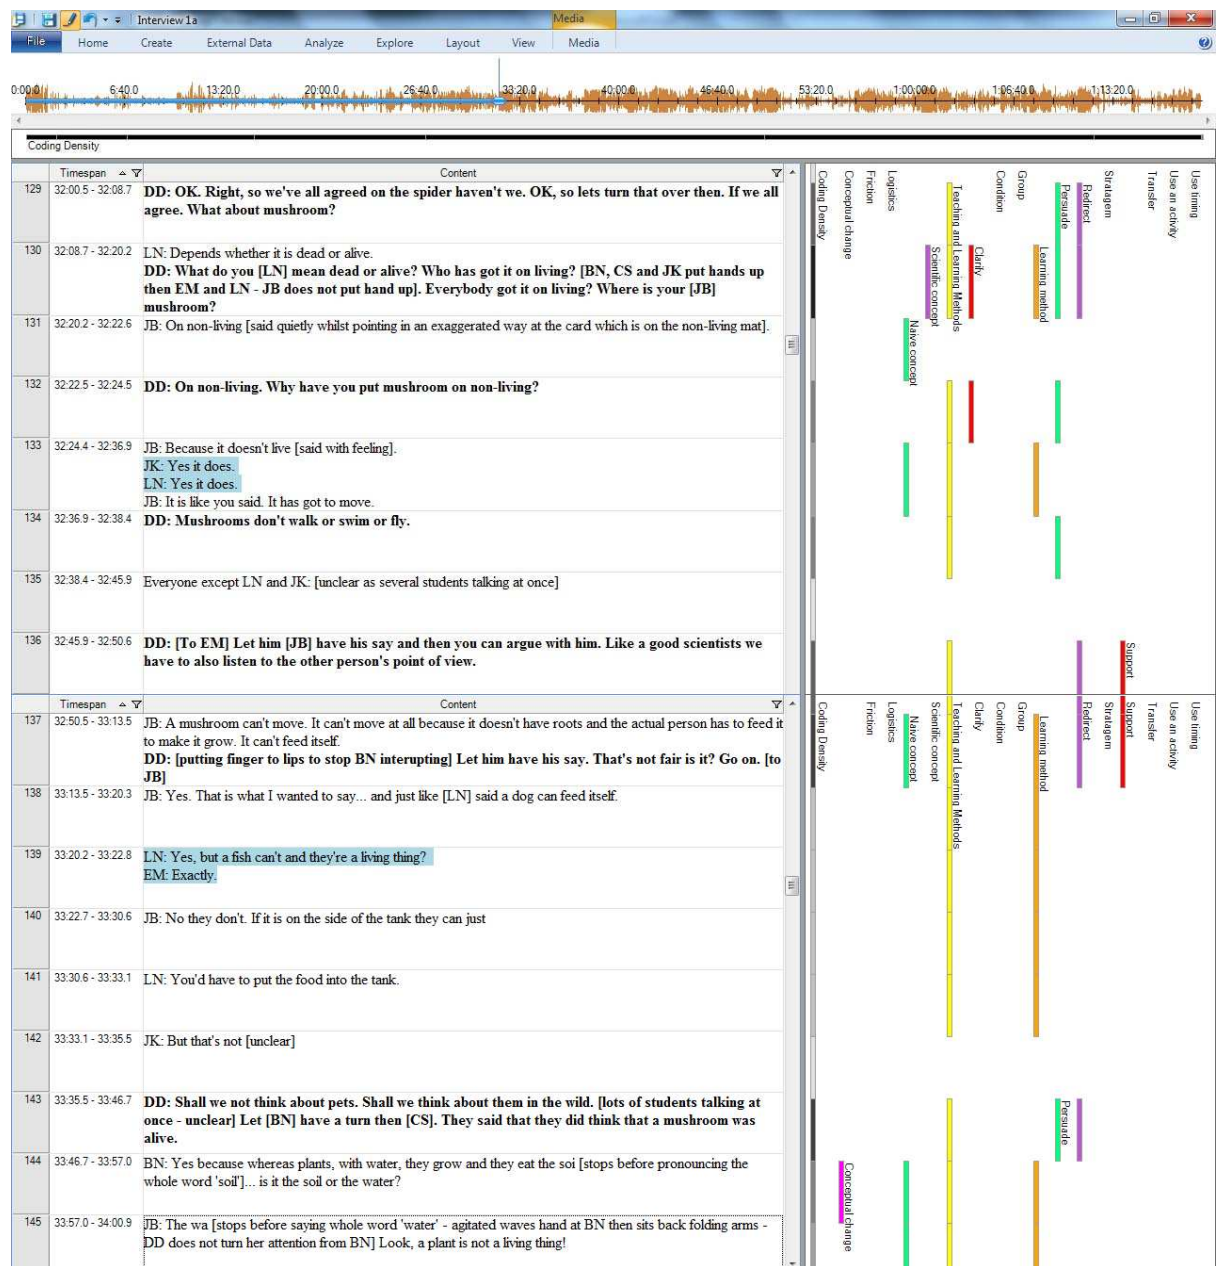 Interview 1a
Media
File Home Create External Data Analyze Explore Layout View Media
0:00.0 6:40.0 13:20.0 20:00.0 26:40.0 33:20.0 40:00.0 46:40.0 53:20.0 1:00:00.0 1:06:40.0 1:13:20.0
Coding Density
Timespan Content
129 32:00.5 - 32:08.7 DD: OK. Right, so we've all agreed on the spider haven't we. OK, so lets turn that over then. If we all
agree. What about mushroom?
130 32:08.7 - 32:20.2 LN: Depends whether it is dead or alive.
DD: What do you [LN] mean dead or alive? Who has got it on living? [BN, CS and JK put hands up
then EM and LN - JB does not put hand up]. Everybody got it on living? Where is your [JB]
mushroom?
131 32:20.2 - 32:22.6 JB: On non-living [said quietly whilst pointing in an exaggerated way at the card which is on the non-living mat].
132 32:22.5 - 32:24.5 DD: On non-living. Why have you put mushroom on non-living?
133 32:24.4 - 32:36.9 JB: Because it doesn't live [said with feeling].
JK: Yes it does.
LN: Yes it does.
JB: It is like you said. It has got to move.
134 32:36.9 - 32:38.4 DD: Mushrooms don't walk or swim or fly.
135 32:38.4 - 32:45.9 Everyone except LN and JK: [unclear as several students talking at once]
136 32:45.9 - 32:50.6 DD: [To EM] Let him [JB] have his say and then you can argue with him. Like a good scientists we
have to also listen to the other person's point of view.
Coding Density
Conceptual change
Friction
Logistics
Naive concept
Scientific concept
Teaching and Learning Methods
Clarify
Condition
Group
Learning method
Persuade
Redirect
Stratagem
Support
Transfer
Use an activity
Use timing
Timespan Content
137 32:50.5 - 33:13.5 JB: A mushroom can't move. It can't move at all because it doesn't have roots and the actual person has to feed it
to make it grow. It can't feed itself.
DD: [putting finger to lips to stop BN interupting] Let him have his say. That's not fair is it? Go on. [to
JB]
138 33:13.5 - 33:20.3 JB: Yes. That is what I wanted to say... and just like [LN] said a dog can feed itself.
139 33:20.2 - 33:22.8 LN: Yes, but a fish can't and they're a living thing?
EM: Exactly.
140 33:22.7 - 33:30.6 JB: No they don't. If it is on the side of the tank they can just
141 33:30.6 - 33:33.1 LN: You'd have to put the food into the tank.
142 33:33.1 - 33:35.5 JK: But that's not [unclear]
143 33:35.5 - 33:46.7 DD: Shall we not think about pets. Shall we think about them in the wild. [lots of students talking at
once - unclear] Let [BN] have a turn then [CS]. They said that they did think that a mushroom was
alive.
144 33:46.7 - 33:57.0 BN: Yes because whereas plants, with water, they grow and they eat the soi [stops before pronouncing the
whole word 'soil']... is it the soil or the water?
145 33:57.0 - 34:00.9 JB: The wa [stops before saying whole word 'water' - agitated waves hand at BN then sits back folding arms -
DD does not turn her attention from BN] Look, a plant is not a living thing!
Coding Density
Conceptual change
Friction
Logistics
Naive concept
Scientific concept
Teaching and Learning Methods
Clarify
Condition
Group
Learning method
Persuade
Redirect
Stratagem
Support
Transfer
Use an activity
Use timing